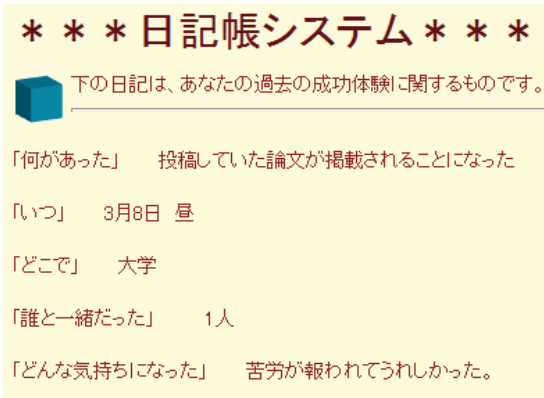 ＊＊＊日記帳システム＊＊＊
下の日記は、あなたの過去の成功体験に関するものです。
「何があった」　　投稿していた論文が掲載されることになった
「いつ」　　3月8日　昼
「どこで」　　大学
「誰と一緒だった」　　1人
「どんな気持ちになった」　　苦労が報われてうれしかった。